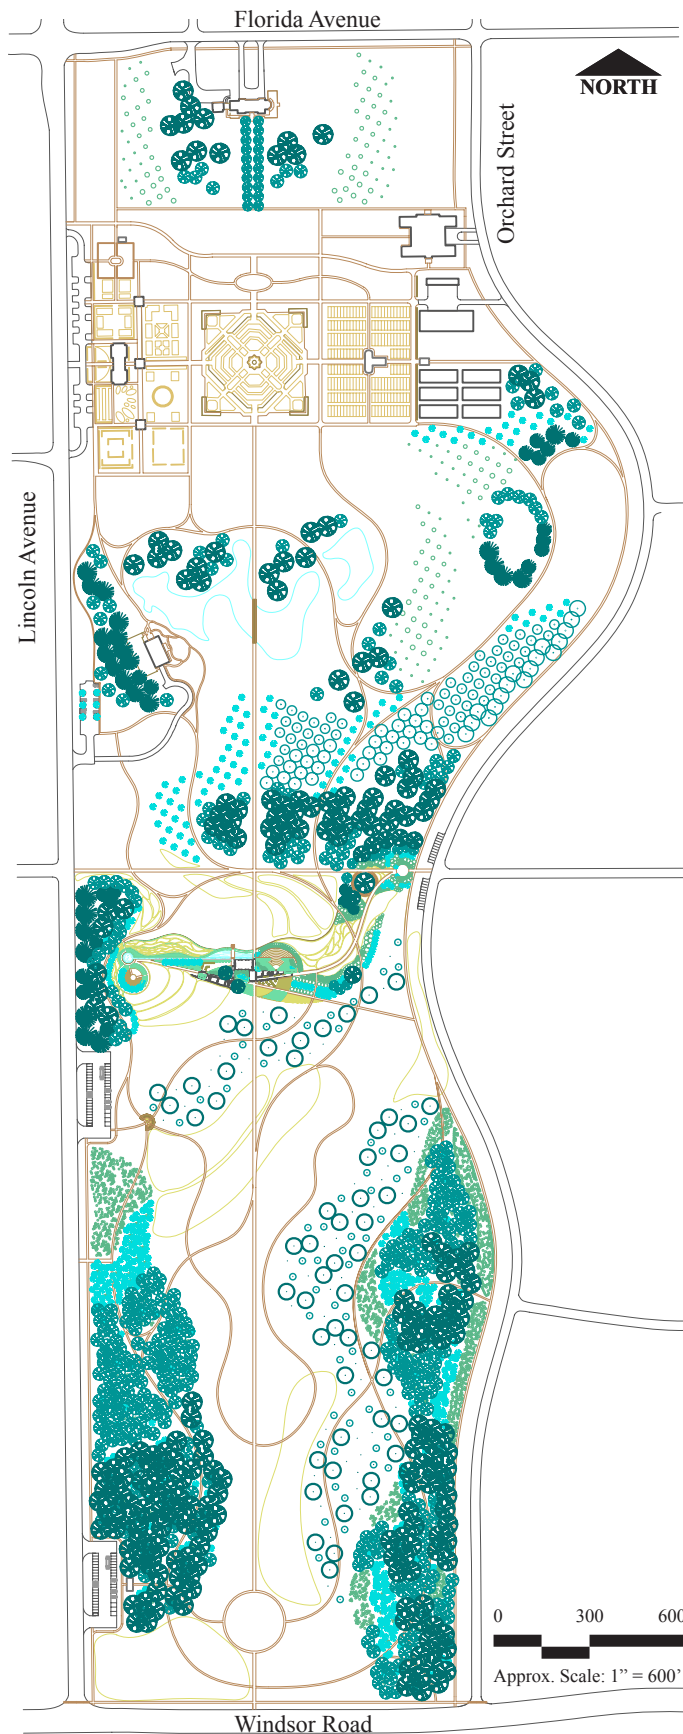 Florida Avenue
NORTH
Orchard Street
Lincoln Avenue
0 300 600
Approx. Scale: 1” = 600’
Windsor Road